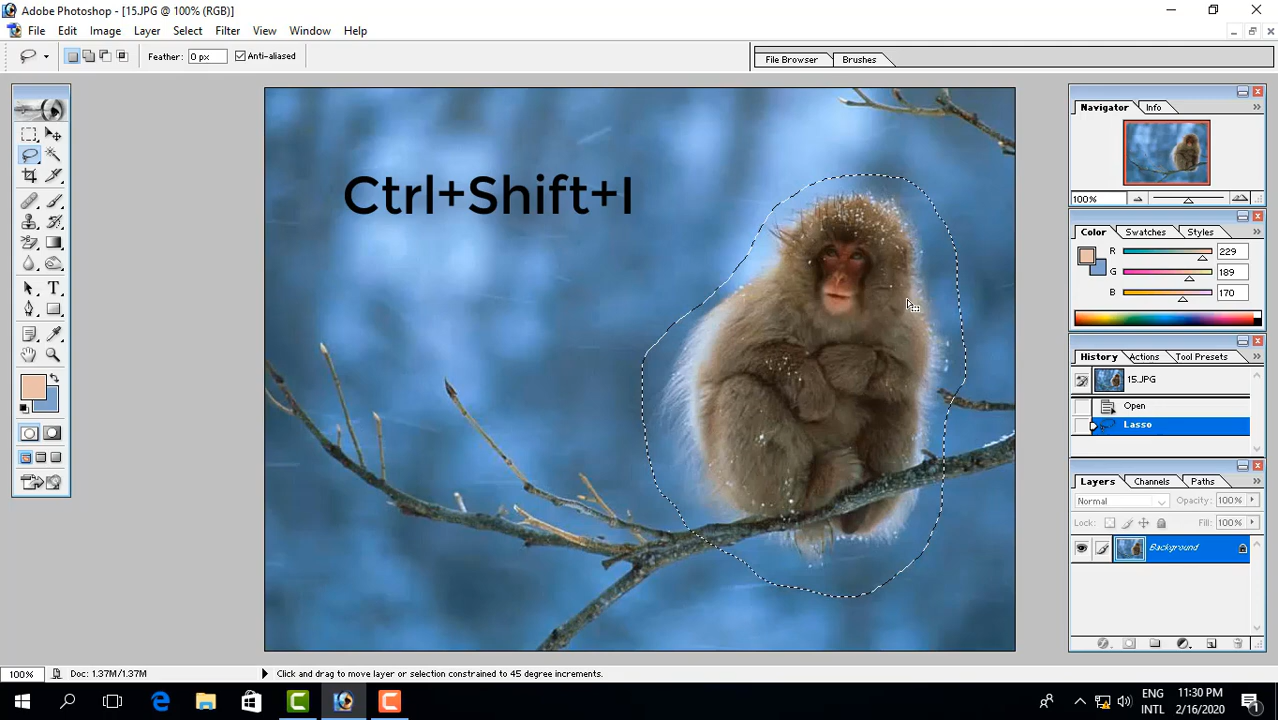 Adobe Photoshop - [15.JPG @ 100% (RGB)]
File Edit Image Layer Select Filter View Window Help
Feather: 0 px Anti-aliased
File Browser Brushes
Ctrl+Shift+I
Navigator Info
100%
Color Swatches Styles
R 229
G 189
B 170
History Actions Tool Presets
15.JPG
Open
Lasso
Layers Channels Paths
Normal Opacity: 100%
Lock: Fill: 100%
Background
100% Doc: 1.37M/1.37M Click and drag to move layer or selection constrained to 45 degree increments.
ENG 11:30 PM
INTL 2/16/2020 1